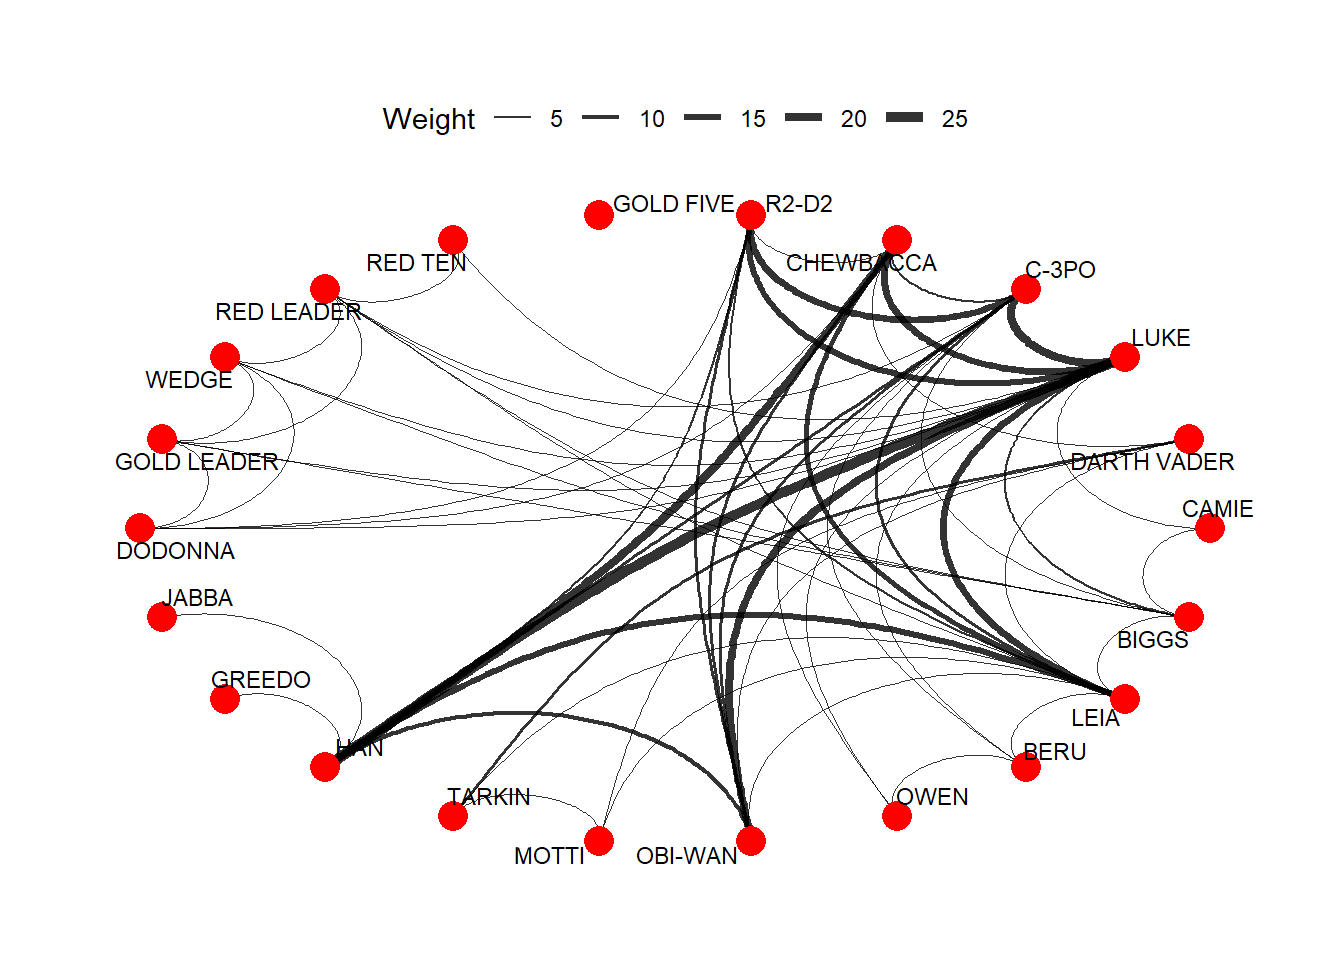 Weight 5 10 15 20 25
GOLD FIVE R2-D2
RED TEN CHEWBACCA C-3PO
RED LEADER LUKE
WEDGE
GOLD LEADER DARTH VADER
CAMIE
DODONNA
JABBA
BIGGS
GREEDO
LEIA
HAN BERU
TARKIN OWEN
MOTTI OBI-WAN